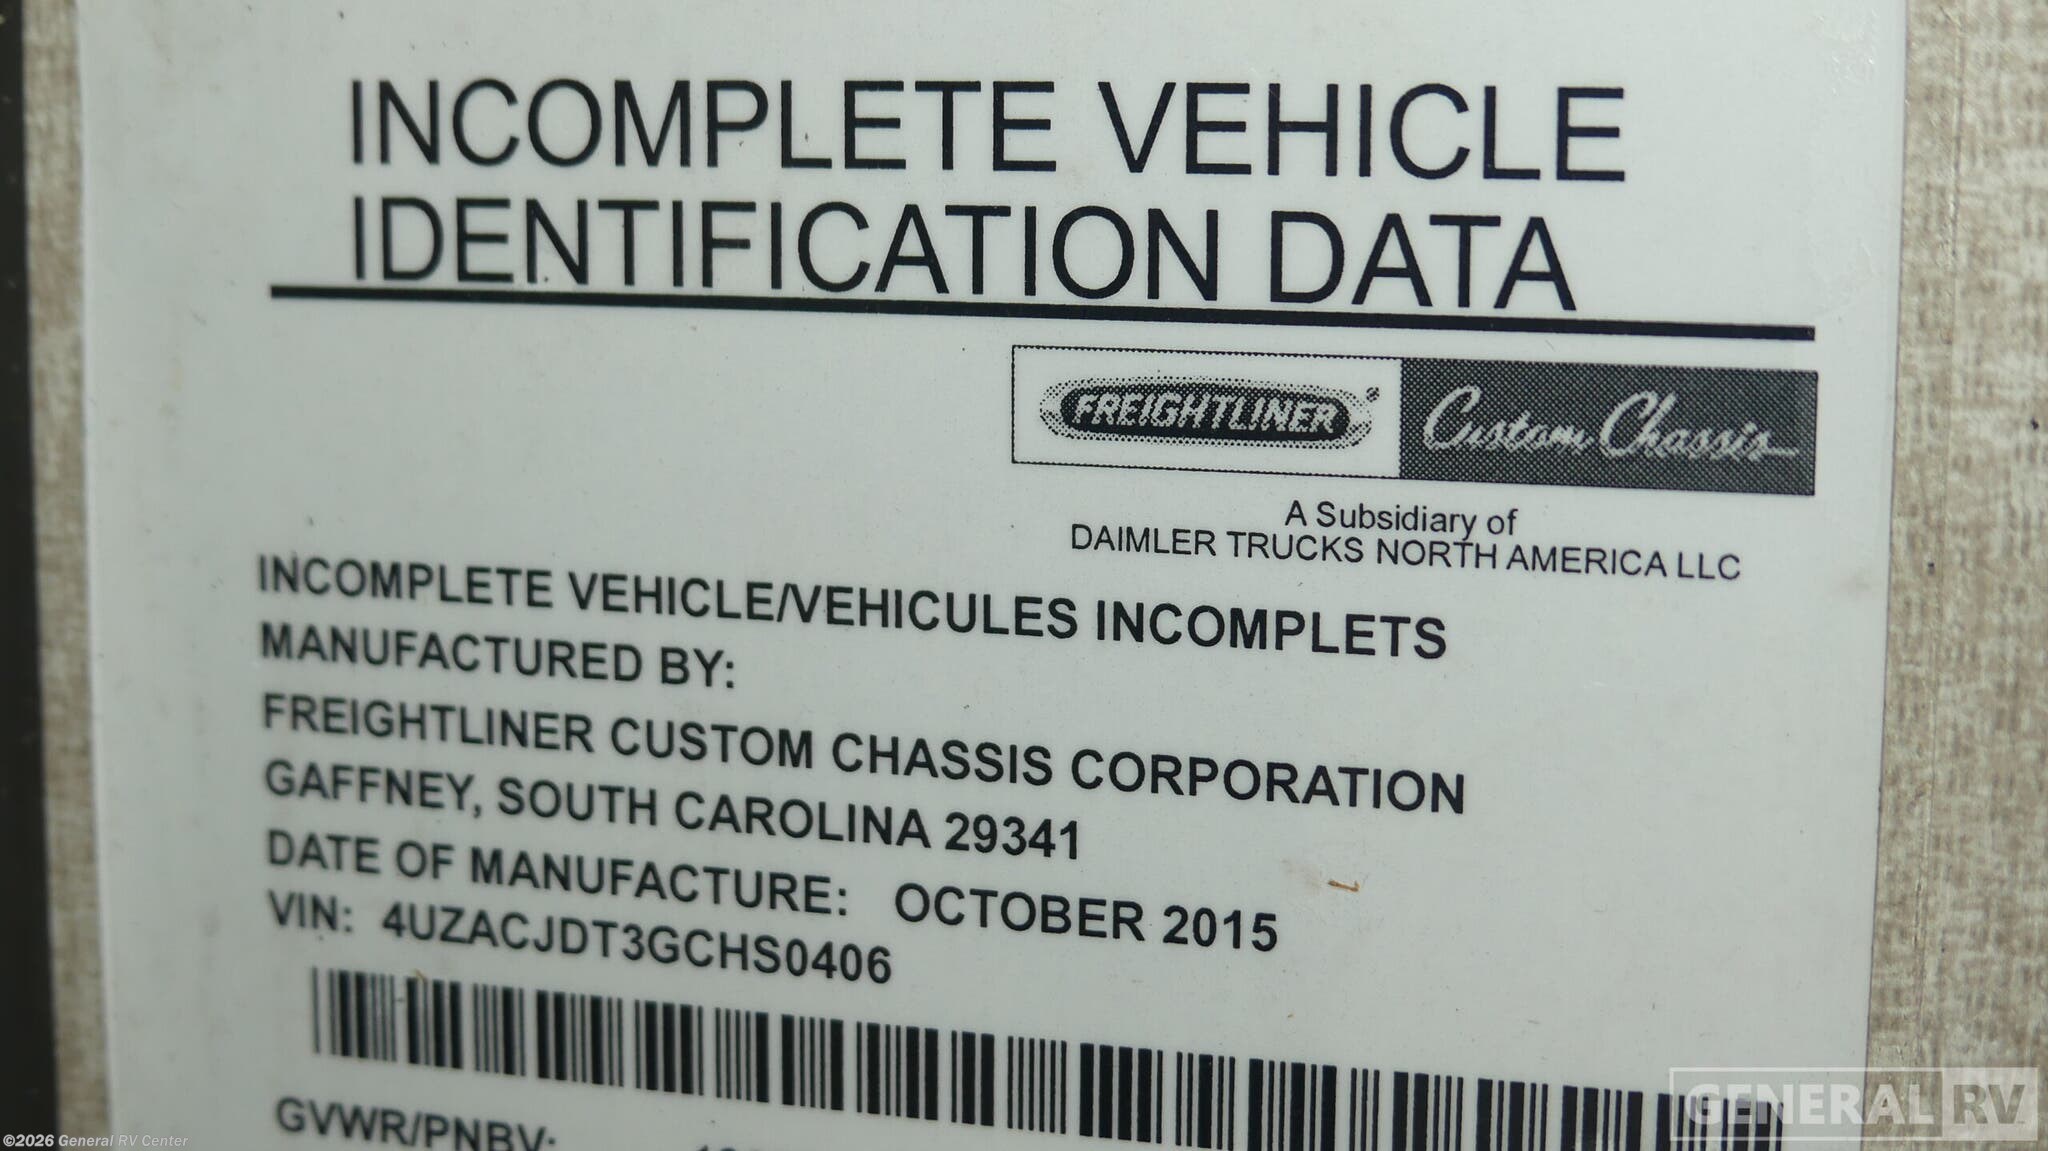 INCOMPLETE VEHICLE
IDENTIFICATION DATA
FREIGHTLINER® Custom Chassis
A Subsidiary of
DAIMLER TRUCKS NORTH AMERICA LLC
INCOMPLETE VEHICLE/VEHICULES INCOMPLETS
MANUFACTURED BY:
FREIGHTLINER CUSTOM CHASSIS CORPORATION
GAFFNEY, SOUTH CAROLINA 29341
DATE OF MANUFACTURE: OCTOBER 2015
VIN: 4UZACJDT3GCHS0406
GVWR/PNBV:
GENERAL RV
©2026 General RV Center